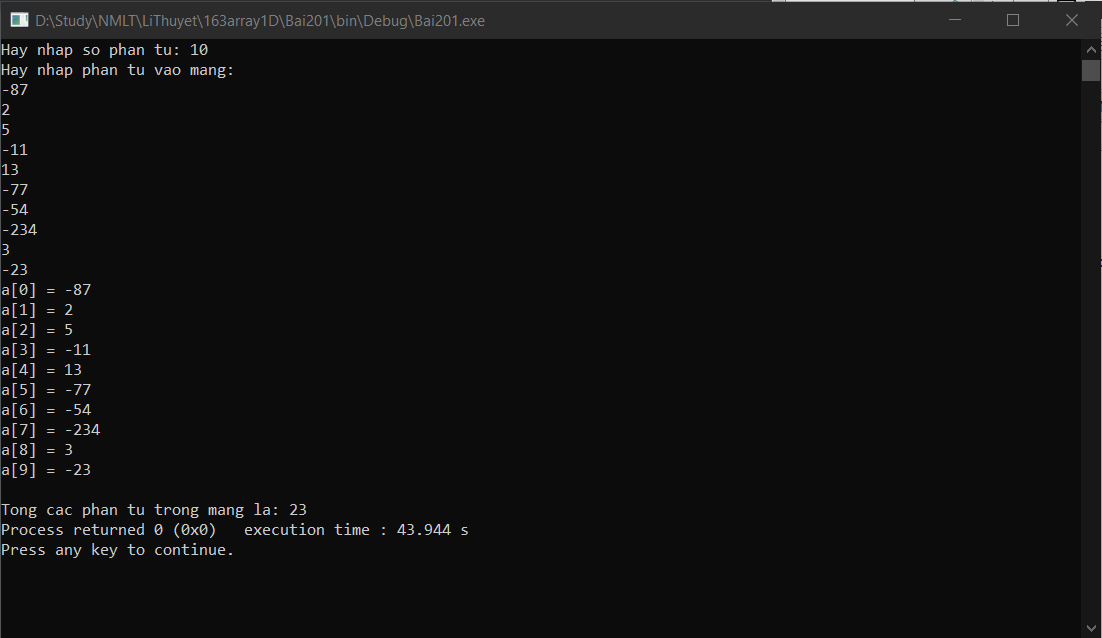 D:\Study\NMLT\LiThuyet\163array1D\Bai201\bin\Debug\Bai201.exe
Hay nhap so phan tu: 10
Hay nhap phan tu vao mang:
-87
2
5
-11
13
-77
-54
-234
3
-23
a[0] = -87
a[1] = 2
a[2] = 5
a[3] = -11
a[4] = 13
a[5] = -77
a[6] = -54
a[7] = -234
a[8] = 3
a[9] = -23
Tong cac phan tu trong mang la: 23
Process returned 0 (0x0)   execution time : 43.944 s
Press any key to continue.